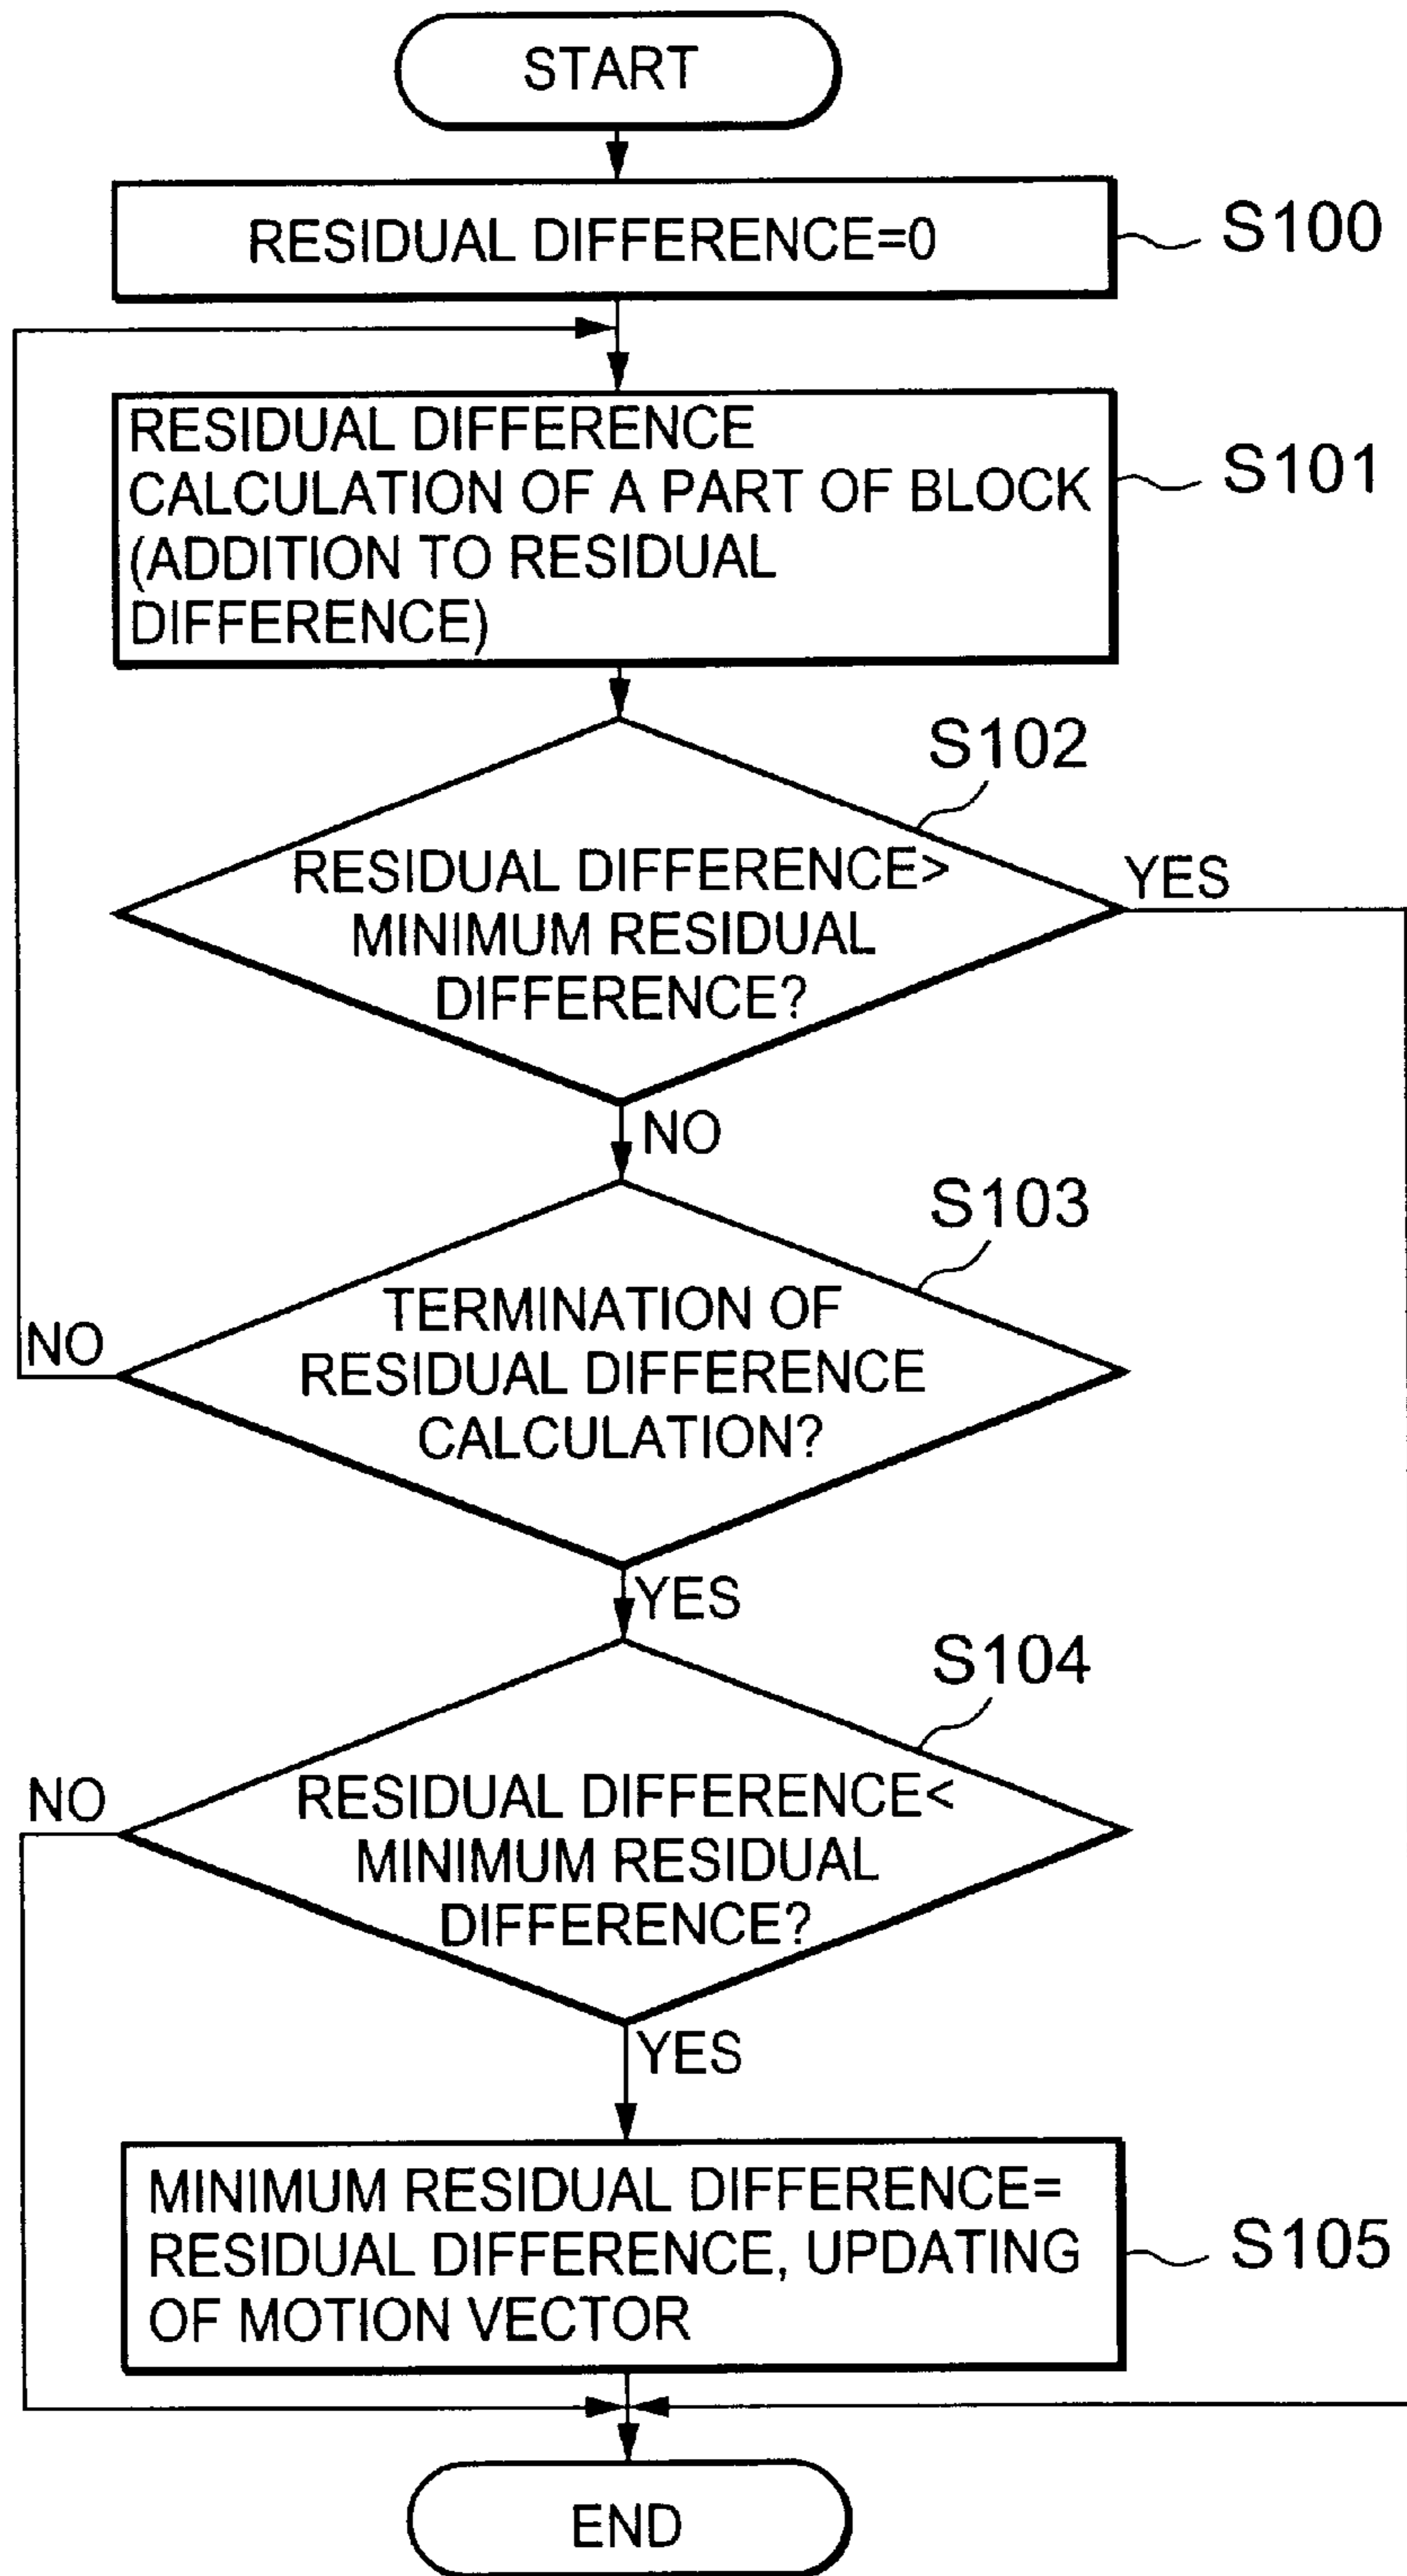 START
RESIDUAL DIFFERENCE=0
S100
RESIDUAL DIFFERENCE
CALCULATION OF A PART OF BLOCK
(ADDITION TO RESIDUAL
DIFFERENCE)
S101
S102
RESIDUAL DIFFERENCE>
MINIMUM RESIDUAL
DIFFERENCE?
YES
NO
S103
TERMINATION OF
RESIDUAL DIFFERENCE
CALCULATION?
NO
YES
S104
RESIDUAL DIFFERENCE<
MINIMUM RESIDUAL
DIFFERENCE?
NO
YES
MINIMUM RESIDUAL DIFFERENCE=
RESIDUAL DIFFERENCE, UPDATING
OF MOTION VECTOR
S105
END